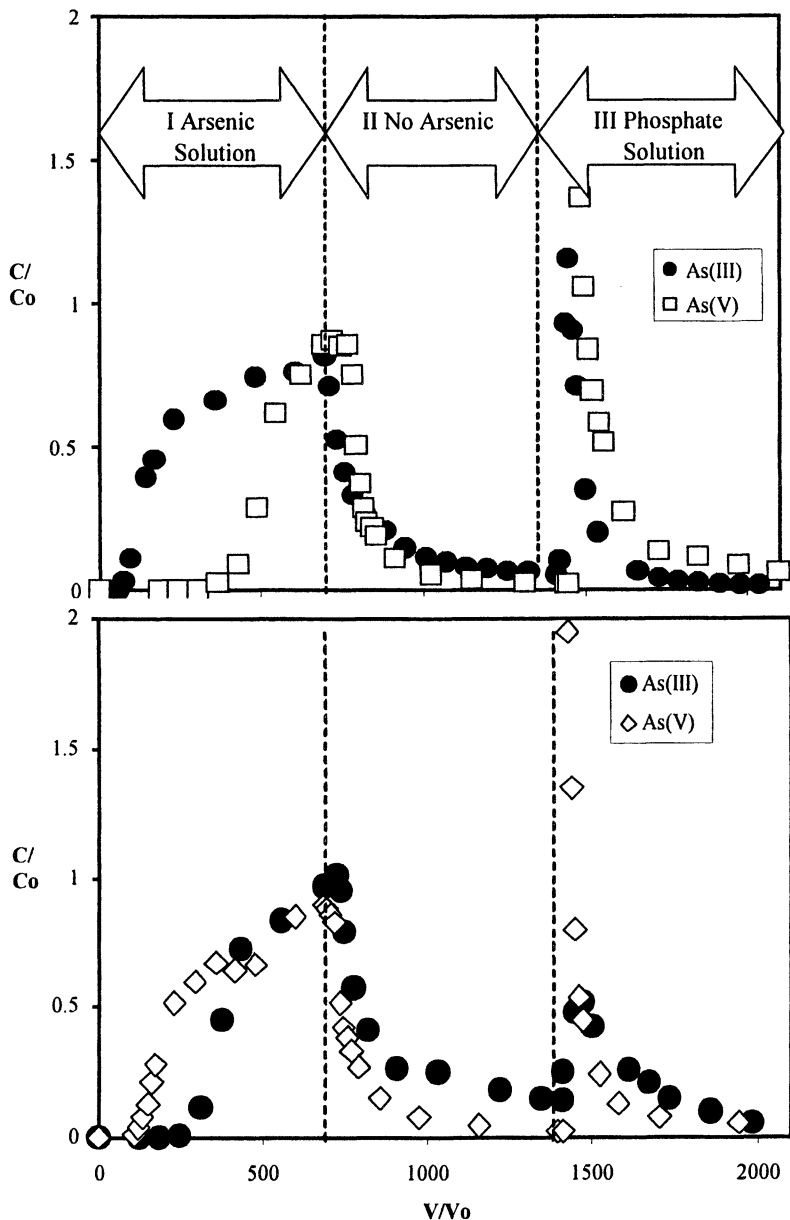 2
I Arsenic
Solution
II No Arsenic
III Phosphate
Solution
1.5
C/
Co
As(III)
As(V)
1
0.5
0
2
As(III)
As(V)
1.5
C/
Co
1
0.5
0
0
500
1000
1500
2000
V/Vo